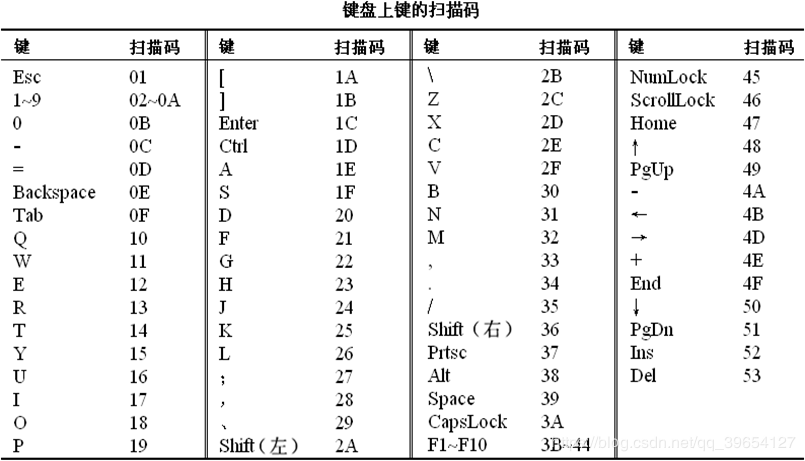 键盘上键的扫描码
键 扫描码 键 扫描码 键 扫描码 键 扫描码
Esc 01 [ 1A \ 2B NumLock 45
1~9 02~0A ] 1B Z 2C ScrollLock 46
0 0B Enter 1C X 2D Home 47
- 0C Ctrl 1D C 2E ↑ 48
= 0D A 1E V 2F PgUp 49
Backspace 0E S 1F B 30 - 4A
Tab 0F D 20 N 31 ← 4B
Q 10 F 21 M 32 → 4D
W 11 G 22 , 33 + 4E
E 12 H 23 . 34 End 4F
R 13 J 24 / 35 ↓ 50
T 14 K 25 Shift（右） 36 PgDn 51
Y 15 L 26 Prtsc 37 Ins 52
U 16 ； 27 Alt 38 Del 53
I 17 ， 28 Space 39
O 18 、 29 CapsLock 3A
P 19 Shift（左） 2A F1~F10 3B~44
https://blog.csdn.net/qq_39654127